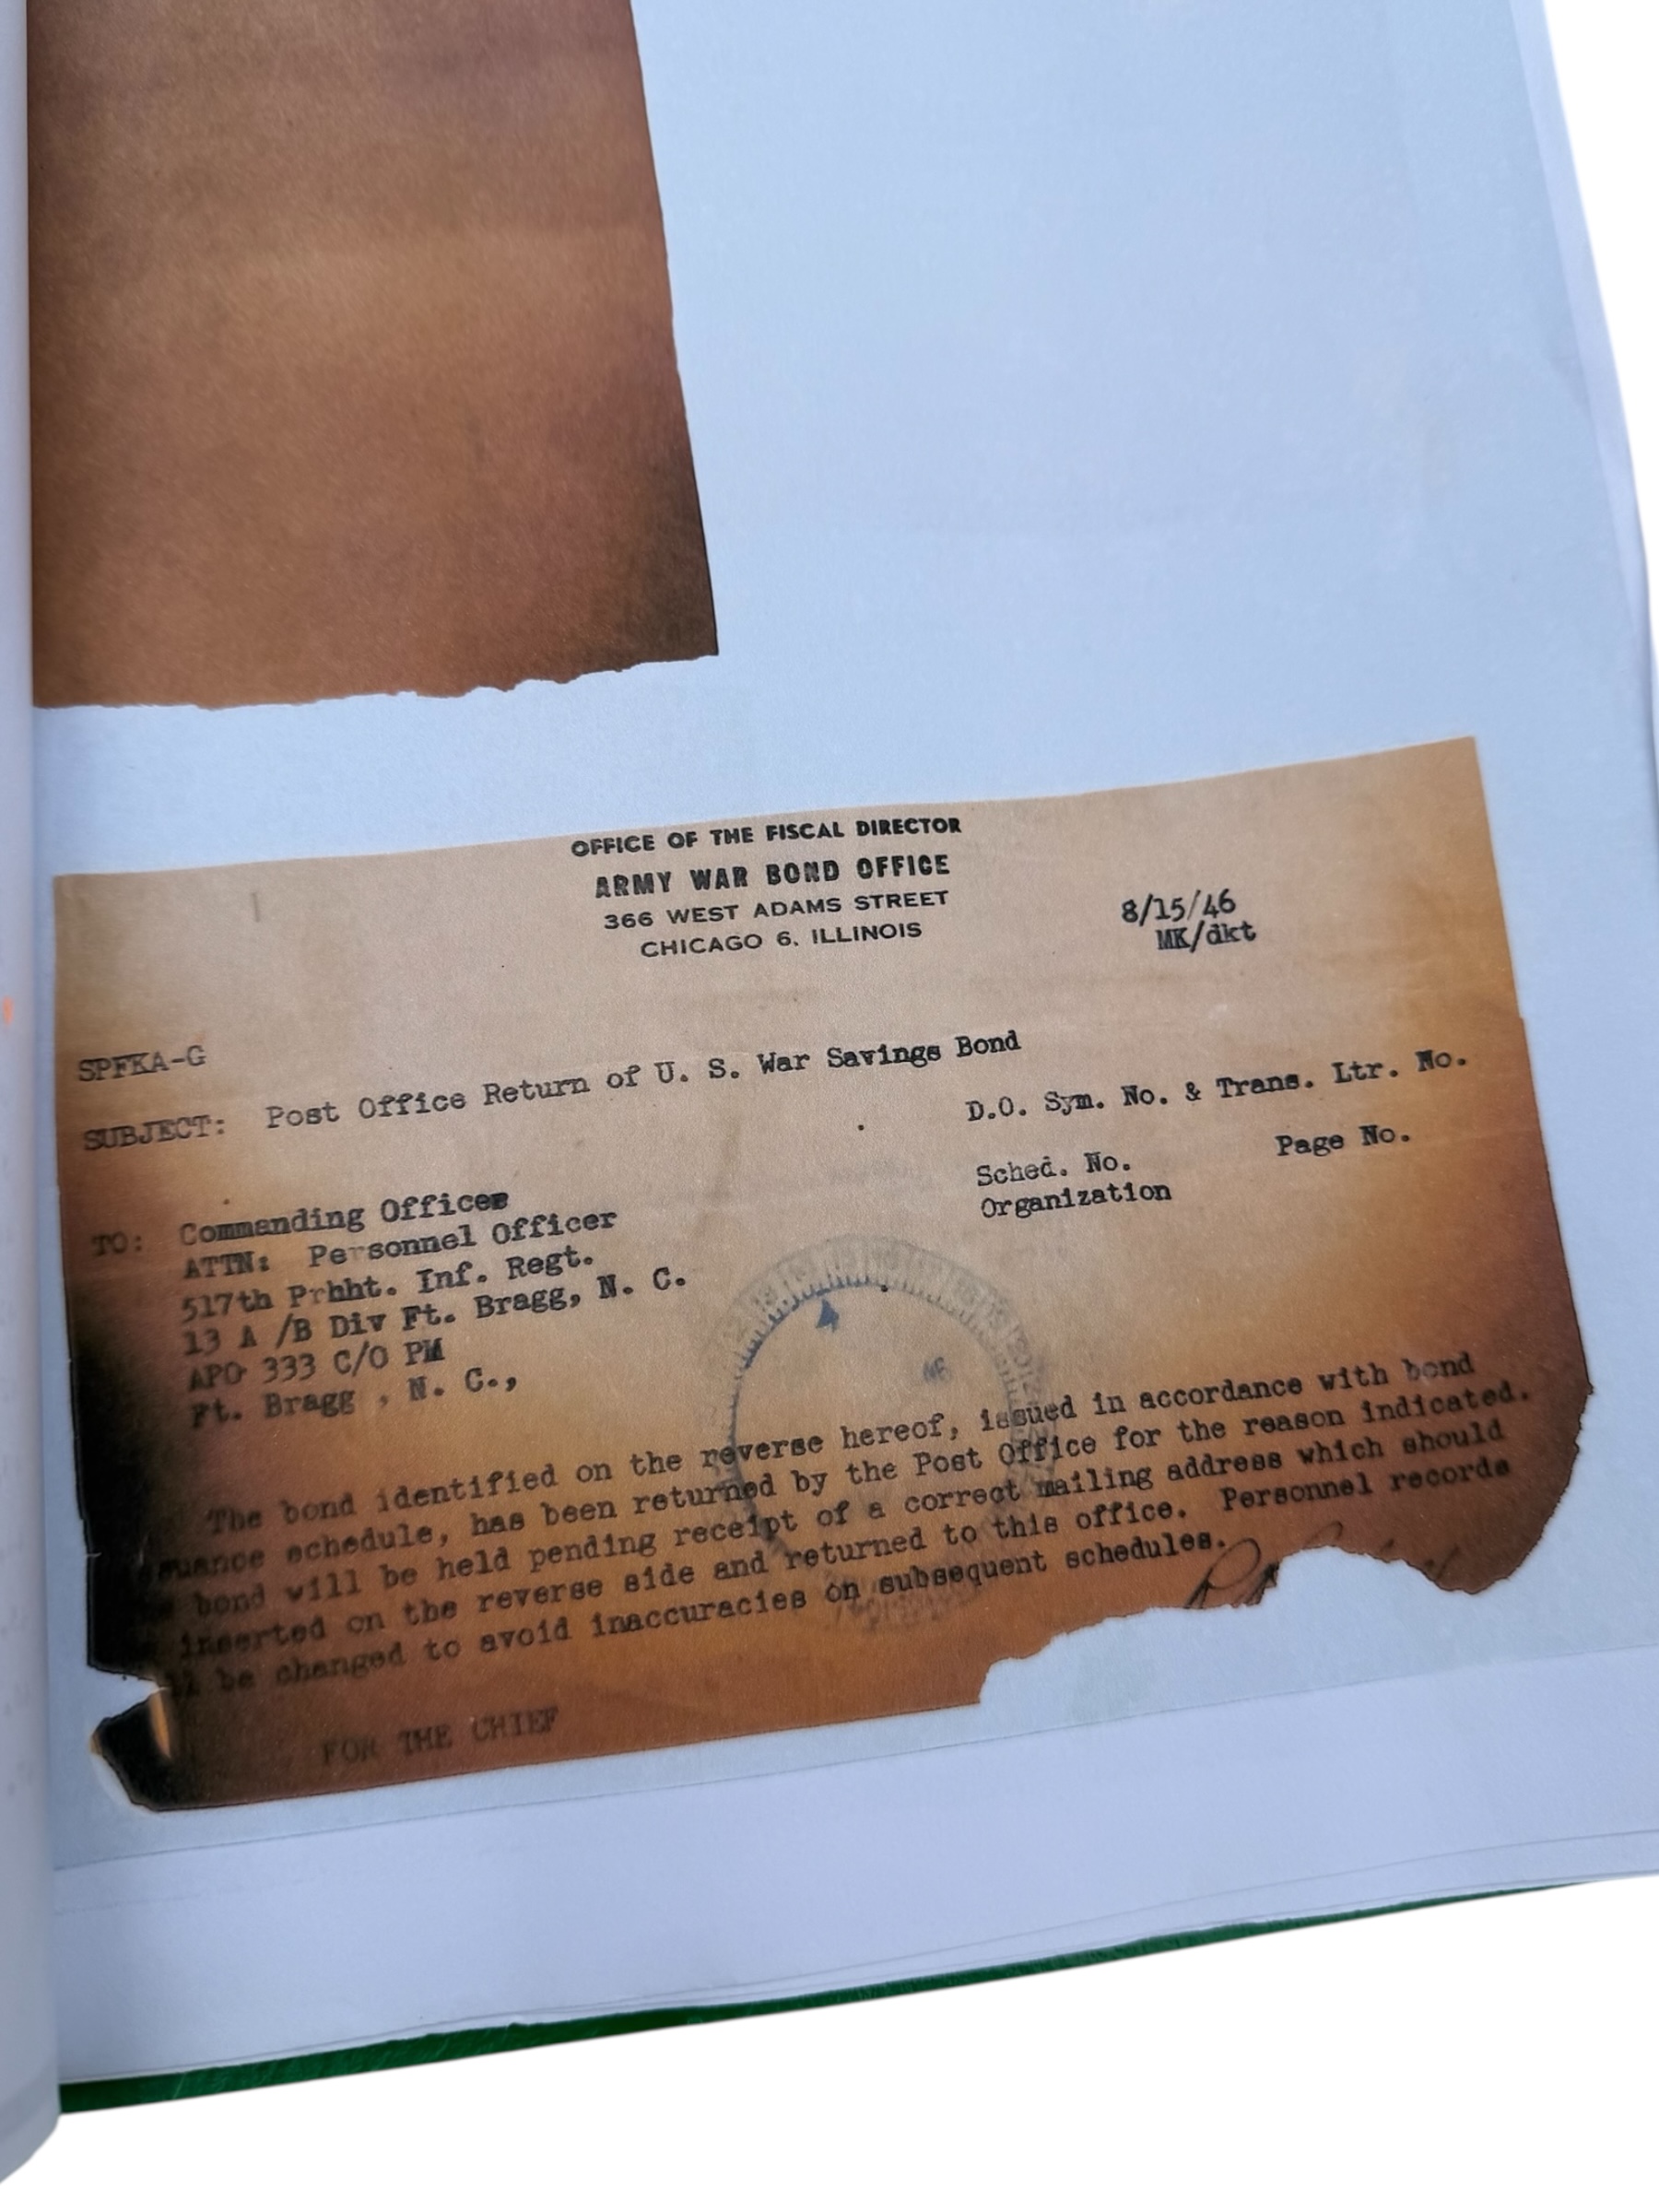 OFFICE OF THE FISCAL DIRECTOR
ARMY WAR BOND OFFICE
366 WEST ADAMS STREET
CHICAGO 6, ILLINOIS
8/15/46
MK/dkt
SPFKA-G
SUBJECT: Post Office Return of U. S. War Savings Bond
D.O. Sym. No. & Trans. Ltr. No.
Sched. No. Page No.
Organization
TO: Commanding Officer
ATTN: Personnel Officer
517th Prhht. Inf. Regt.
13 A /B Div Ft. Bragg, N. C.
APO 333 C/O PM
Ft. Bragg , N. C.,
The bond identified on the reverse hereof, issued in accordance with bond
suance schedule, has been returned by the Post Office for the reason indicated.
bond will be held pending receipt of a correct mailing address which should
inserted on the reverse side and returned to this office. Personnel records
be changed to avoid inaccuracies on subsequent schedules.
FOR THE CHIEF